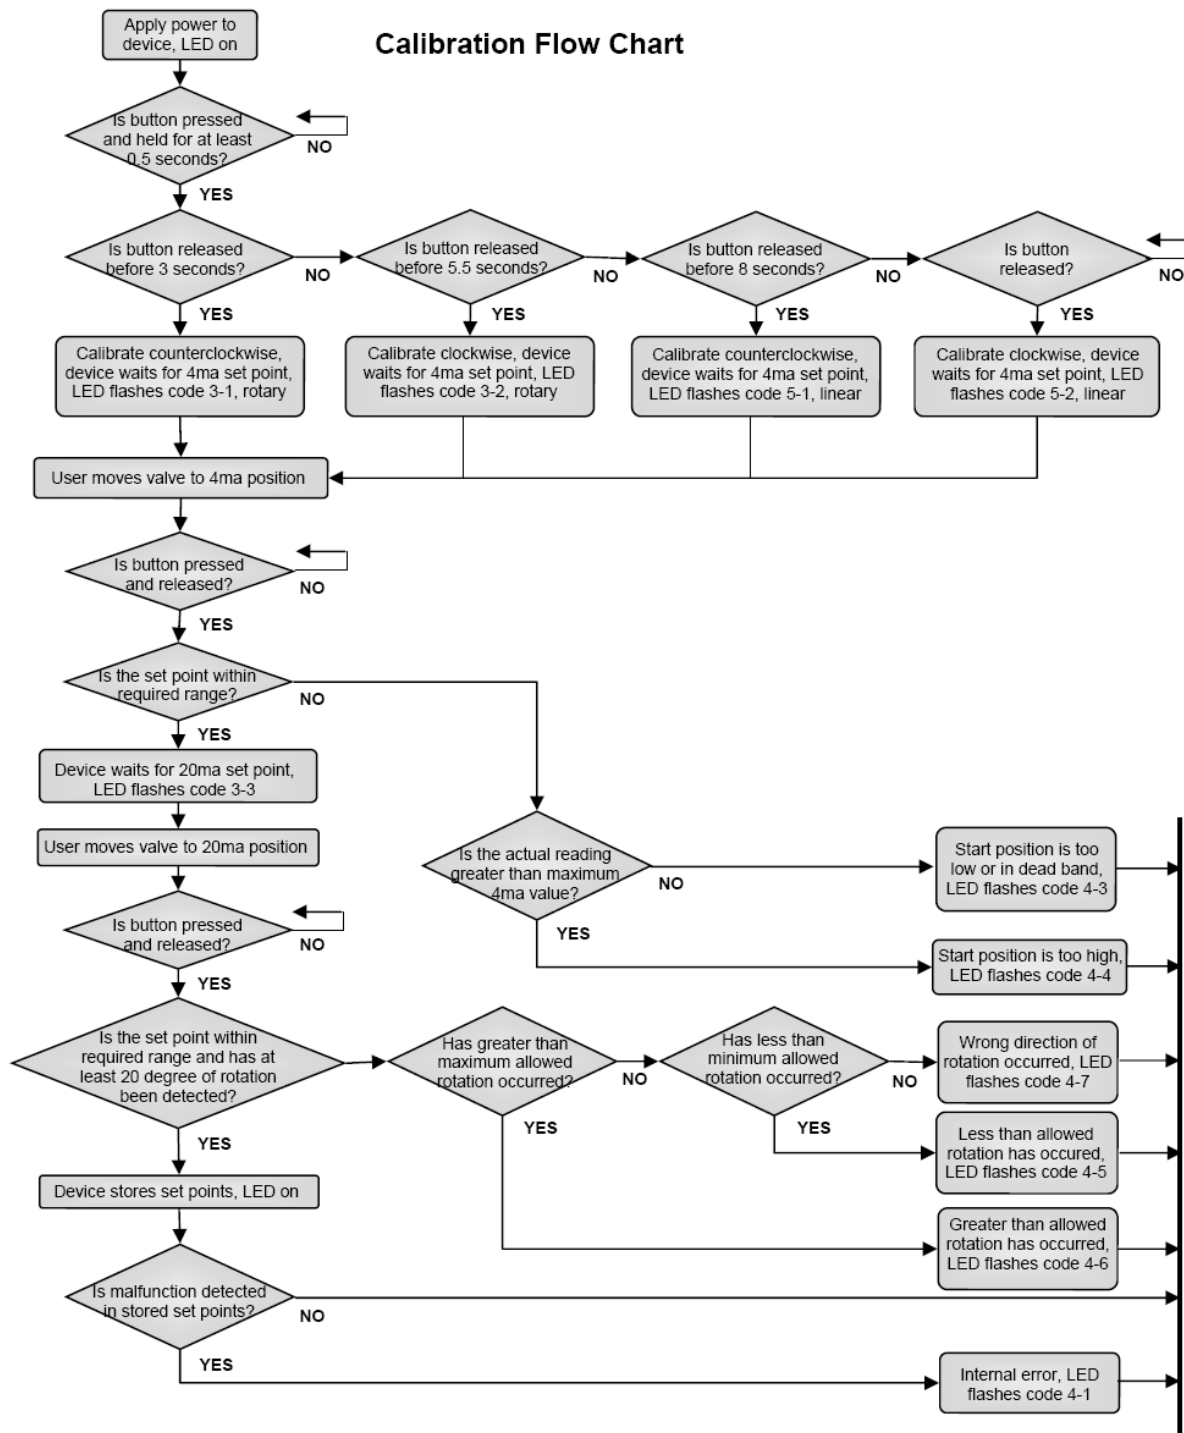 Calibration Flow Chart
Apply power to
device, LED on
Is button pressed
and held for at least
0.5 seconds?
NO
YES
Is button released
before 3 seconds?
NO
YES
Is button released
before 5.5 seconds?
NO
YES
Is button released
before 8 seconds?
NO
YES
Is button
released?
NO
YES
Calibrate counterclockwise,
device waits for 4ma set point,
LED flashes code 3-1, rotary
Calibrate clockwise, device
waits for 4ma set point, LED
flashes code 3-2, rotary
Calibrate counterclockwise,
device waits for 4ma set point,
LED flashes code 5-1, linear
Calibrate clockwise, device
waits for 4ma set point, LED
flashes code 5-2, linear
User moves valve to 4ma position
Is button pressed
and released?
NO
YES
Is the set point within
required range?
NO
YES
Device waits for 20ma set point,
LED flashes code 3-3
User moves valve to 20ma position
Is the actual reading
greater than maximum
4ma value?
NO
YES
Start position is too
low or in dead band,
LED flashes code 4-3
Start position is too high,
LED flashes code 4-4
Is button pressed
and released?
NO
YES
Is the set point within
required range and has at
least 20 degree of rotation
been detected?
YES
Has greater than
maximum allowed
rotation occurred?
NO
YES
Has less than
minimum allowed
rotation occurred?
NO
YES
Wrong direction of
rotation occurred, LED
flashes code 4-7
Less than allowed
rotation has occured,
LED flashes code 4-5
Greater than allowed
rotation has occurred,
LED flashes code 4-6
Device stores set points, LED on
Is malfunction detected
in stored set points?
NO
YES
Internal error, LED
flashes code 4-1